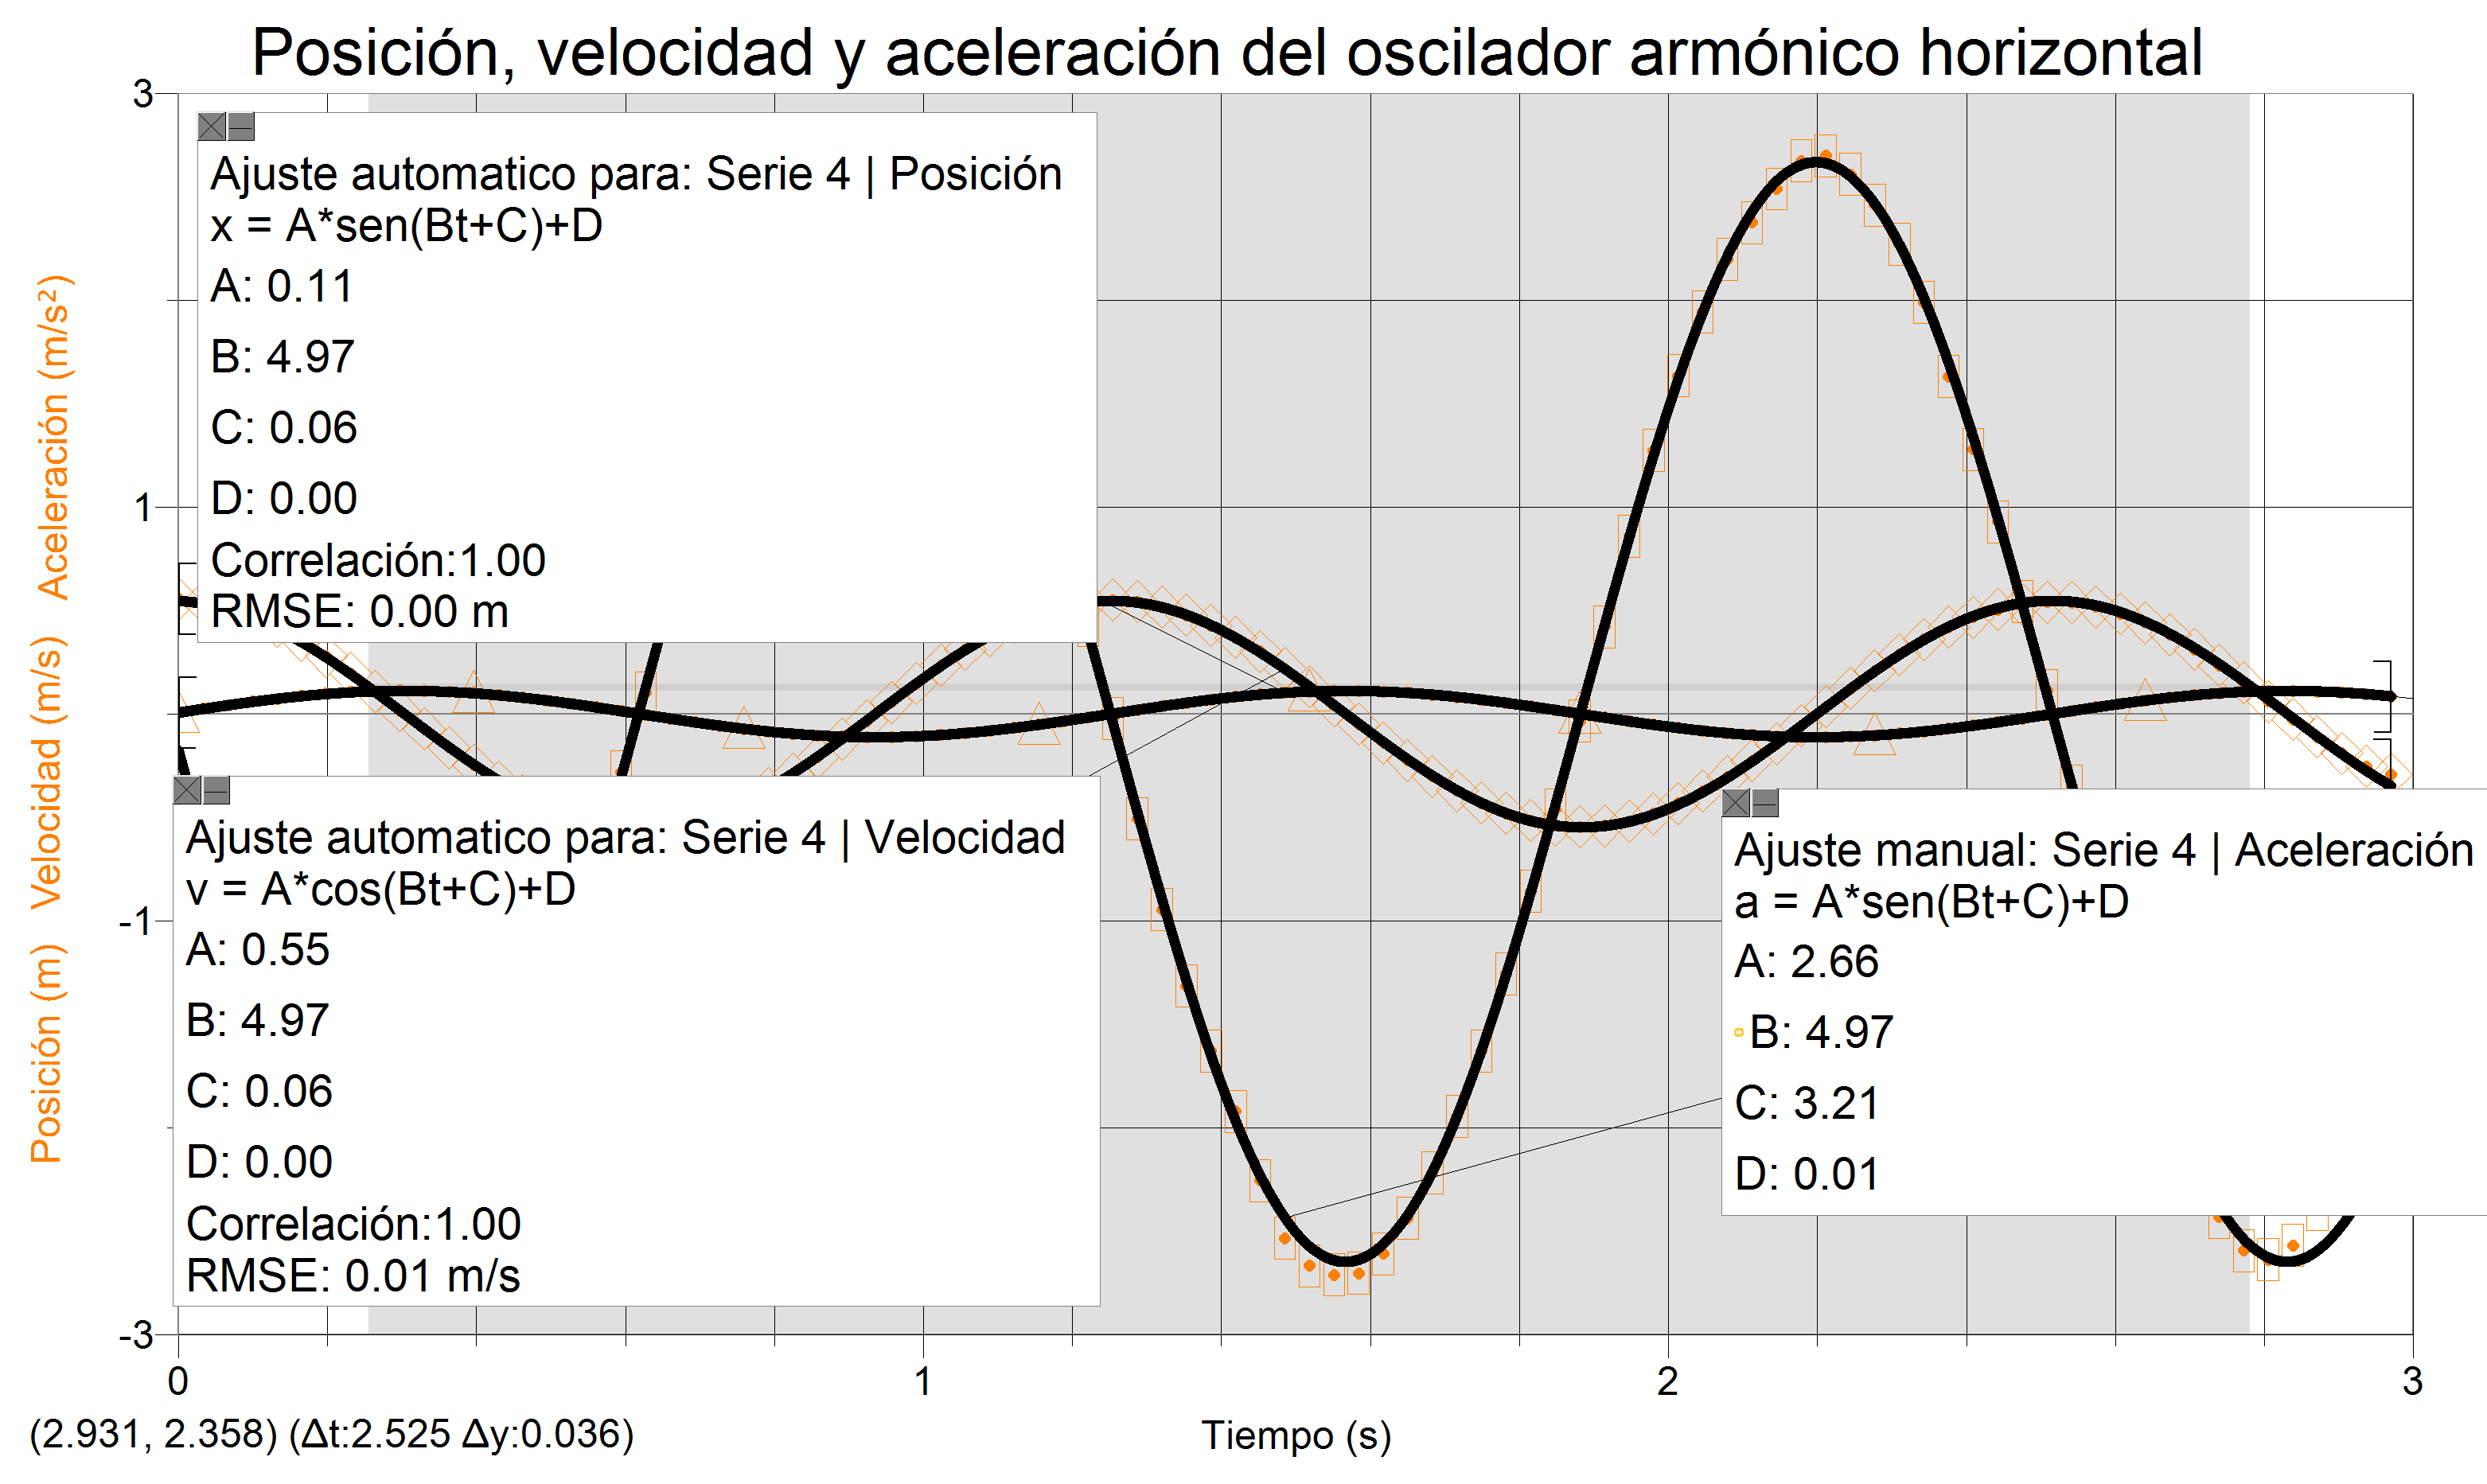 Posición, velocidad y aceleración del oscilador armónico horizontal
Posición (m) Velocidad (m/s) Aceleración (m/s²)
3
1
-1
-3
Ajuste automatico para: Serie 4 | Posición
x = A*sen(Bt+C)+D
A: 0.11
B: 4.97
C: 0.06
D: 0.00
Correlación:1.00
RMSE: 0.00 m
Ajuste automatico para: Serie 4 | Velocidad
v = A*cos(Bt+C)+D
A: 0.55
B: 4.97
C: 0.06
D: 0.00
Correlación:1.00
RMSE: 0.01 m/s
Ajuste manual: Serie 4 | Aceleración
a = A*sen(Bt+C)+D
A: 2.66
B: 4.97
C: 3.21
D: 0.01
0 1 2 3
(2.931, 2.358) (Δt:2.525 Δy:0.036)
Tiempo (s)